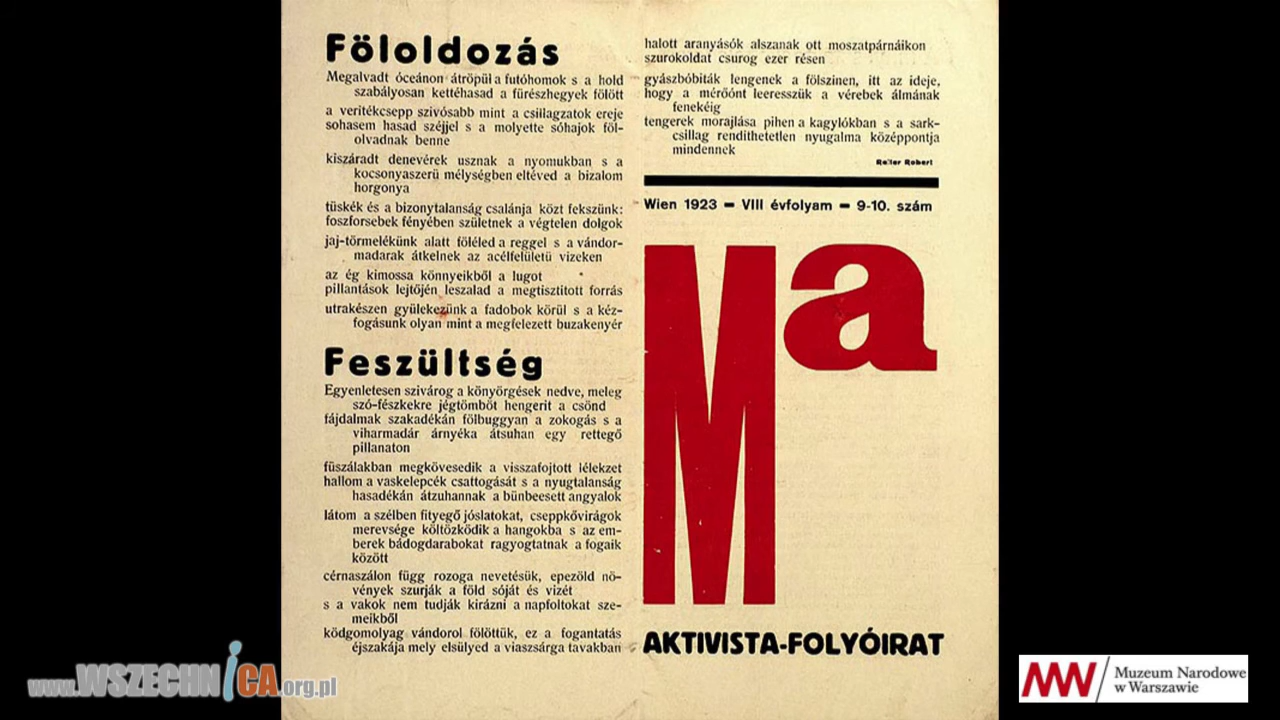 Föloldozás
Megalvadt óceánon átröpül a futóhomok s a hold
szabályosan kettéhasad a fürészhegyek fölött
a veritékcsepp szivósabb mint a csillagzatok ereje
sohasem hasad széjjel s a molyette sóhajok föl-
olvadnak benne
kiszáradt denevérek usznak a nyomukban s a
kocsonyaszerü mélységben eltéved a bizalom
horgonya
tüskék és a bizonytalanság csalánja közt fekszünk:
foszforsebek fényében születnek a végtelen dolgok
jaj-törmelékünk alatt föléled a reggel s a vándor-
madarak átkelnek az acélfelületü vizeken
az ég kimossa könnyeikből a lugot
pillantások lejtőjén leszalad a megtisztitott forrás
utrakészen gyülekezünk a fadobok körül s a kéz-
fogásunk olyan mint a megfelezett buzakenyér
Feszültség
Egyenletesen szivárog a könyörgések nedve, meleg
szó-fészkekre jégtömböt hengerit a csönd
fájdalmak szakadékán fölbuggyan a zokogás s a
viharmadár árnyéka átsuhan egy rettegő
pillanaton
füszálakban megkövesedik a visszafojtott lélekzet
hallom a vaskelepcék csattogását s a nyugtalanság
hasadékán átzuhannak a bünbeesett angyalok
látom a szélben fityegő jóslatokat, cseppkővirágok
merevsége költözködik a hangokba s az em-
berek bádogdarabokat ragyogtatnak a fogaik
között
cérnaszálon függ rozoga nevetésük, epezöld nö-
vények szurják a föld sóját és vizét
s a vakok nem tudják kirázni a napfoltokat sze-
meikből
ködgomolyag vándorol fölöttük, ez a fogantatás
éjszakája mely elsülyed a viaszsárga tavakban
halott aranyásók alszanak ott moszatpárnáikon
szurokoldat csurog ezer résen
gyászbóbiták lengenek a fölszinen, itt az ideje,
hogy a mérőónt leeresszük a vérebek álmának
fenekéig
tengerek morajlása pihen a kagylókban s a sark-
csillag rendithetetlen nyugalma középpontja
mindennek
Reiter Robert
Wien 1923 – VIII évfolyam – 9-10. szám
Ma
AKTIVISTA-FOLYÓIRAT
www.WSZECHNiCA.org.pl
MNW
Muzeum Narodowe
w Warszawie